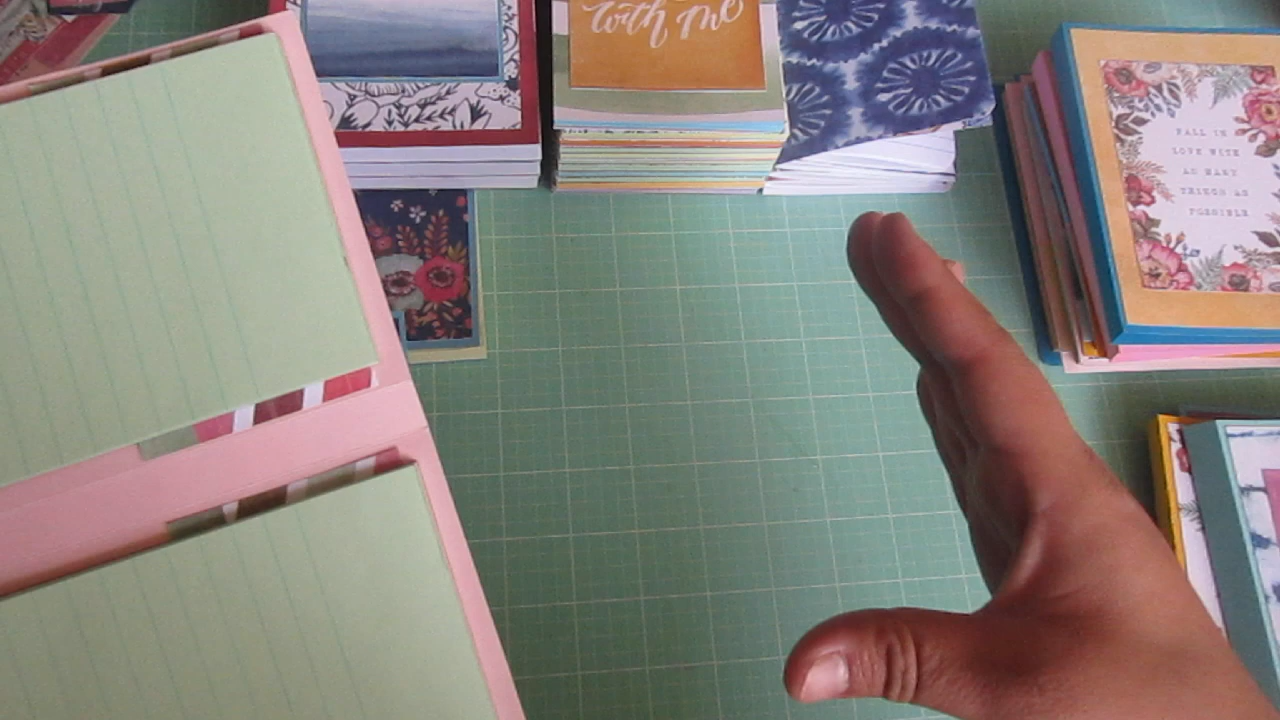 with me
FALL IN
LOVE WITH
AS MANY
THINGS AS
POSSIBLE